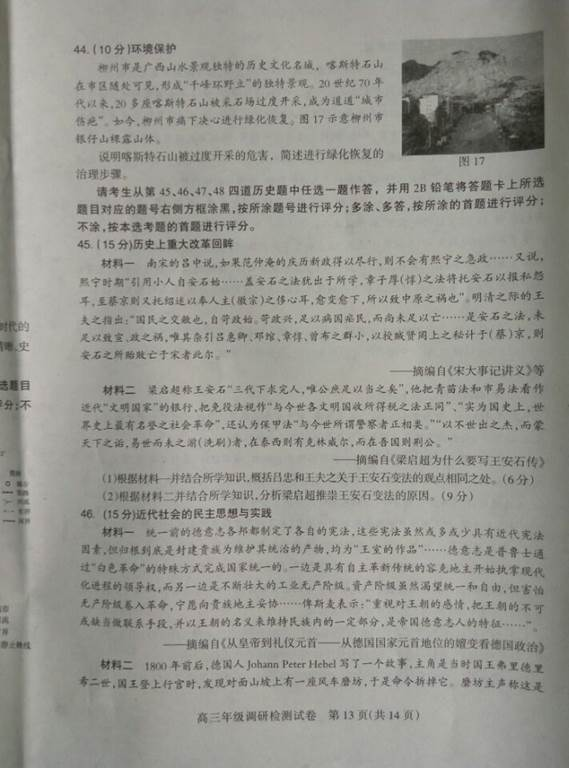 44.(10分)环境保护
柳州市是广西山水景观独特的历史文化名城，喀斯特石山
在市区随处可见,形成“千峰环野立”的独特景观。20世纪70年
代以来,20多座喀斯特石山被采石场过度开采,成为道道“城市
伤疤”。如今,柳州市痛下决心进行绿化恢复。图17示意柳州市
银仔山裸露山体。
图17
说明喀斯特石山被过度开采的危害，简述进行绿化恢复的
治理步骤。
请考生从第45、46、47、48四道历史题中任选一题作答，并用2B铅笔将答题卡上所选
题目对应的题号右侧方框涂黑,按所涂题号进行评分;多涂、多答,按所涂的首题进行评分;
不涂,按本选考题的首题进行评分。
45.(15分)历史上重大改革回眸
材料一 南宋的吕中说,如果范仲淹的庆历新政得以尽行,则不会有熙宁之急政……又说,
熙宁时期“引用小人自安石始……盖安石之法犹出于所学,章子厚(惇)之法将托安石以报私怨
耳,至蔡京则又托绍述以奉人主(徽宗)之侈心耳,愈变愈下,所以致中原之祸也”。明清之际的王
夫之指出:“国民之交敝也,自苛政始。苛政兴,足以病国疟民,而尚未足以亡……是安石之法,未
足以致宣、政之祸,唯其杂引吕惠卿、邓绾、章惇、曾布之群小,以授贼贤罔上之秘计于(蔡)京,则
安石之所贻败亡于宋者此尔。”
——摘编自《宋大事记讲义》等
材料二 梁启超称王安石“三代下求完人,唯公庶足以当之矣”,他把青苗法和市易法看作
近代“文明国家”的银行,把免役法视作“与今世各文明国收所得税之法正同”、“实为国史上,世
界史上最有名誉之社会革命”,还认为保甲法“与今世所谓警察者正相类。”“以不世出之杰,而蒙
天下之诟,易世而未之湔(洗刷)者,在泰西则有克林威尔,而在吾国则荆公。”
——摘编自《梁启超为什么要写王安石传》
(1)根据材料一并结合所学知识,概括吕忠和王夫之关于王安石变法的观点相同之处。(6分)
(2)根据材料二并结合所学知识,分析梁启超推崇王安石变法的原因。(9分)
46.(15分)近代社会的民主思想与实践
材料一 统一前的德意志各邦都制定了各自的宪法,这些宪法虽然或多或少具有近代宪法
因素,但归根到底是封建贵族为维护其统治的产物,均为“王室的作品”……德意志是普鲁士通
过“白色革命”的特殊方式完成国家统一的。一边是具有自主革新传统的容克地主开始执掌现代
化进程的领导权,而另一边是不断壮大的工业无产阶级。资产阶级虽然渴望统一和自由,但害怕
无产阶级卷入革命,宁愿向贵族地主妥协……俾斯麦表示:“重视对王朝的感情,把王朝的不可
或缺当做联系手段,并以王朝的名义来维持民族内的一定部分,是帝国德意志人的特征……”。
——摘编自《从皇帝到礼仪元首——从德国国家元首地位的嬗变看德国政治》
材料二 1800年前后,德国人Johann Peter Hebel写了一个故事,主角是当时国王弗里德里
希二世,国王登上行宫时,发现对面山坡上有一座风车磨坊,于是命令拆掉它。磨坊主声称这是
高三年级调研检测试卷 第13页(共14页)
时代的
晴、史
选题目
评分;不